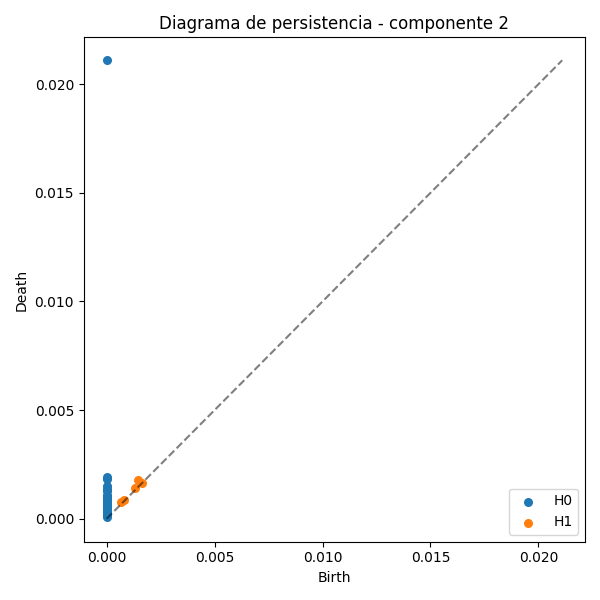 Diagrama de persistencia - componente 2
Death
0.020
0.015
0.010
0.005
0.000
0.000 0.005 0.010 0.015 0.020
Birth
H0
H1